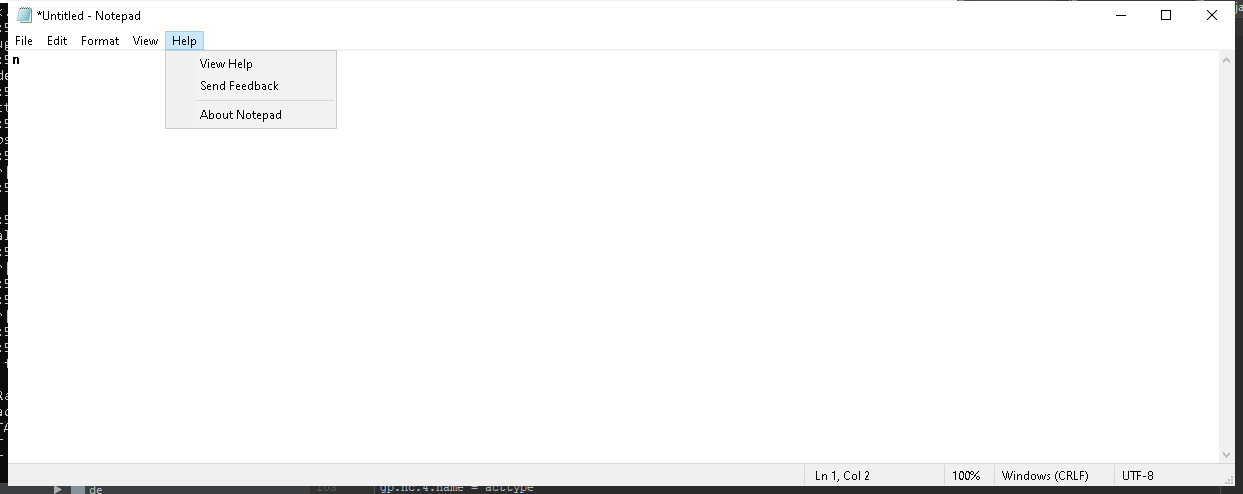 *Untitled - Notepad
File Edit Format View Help
n
View Help
Send Feedback
About Notepad
Ln 1, Col 2 100% Windows (CRLF) UTF-8
de 103 gp.nc.4.name = acctype